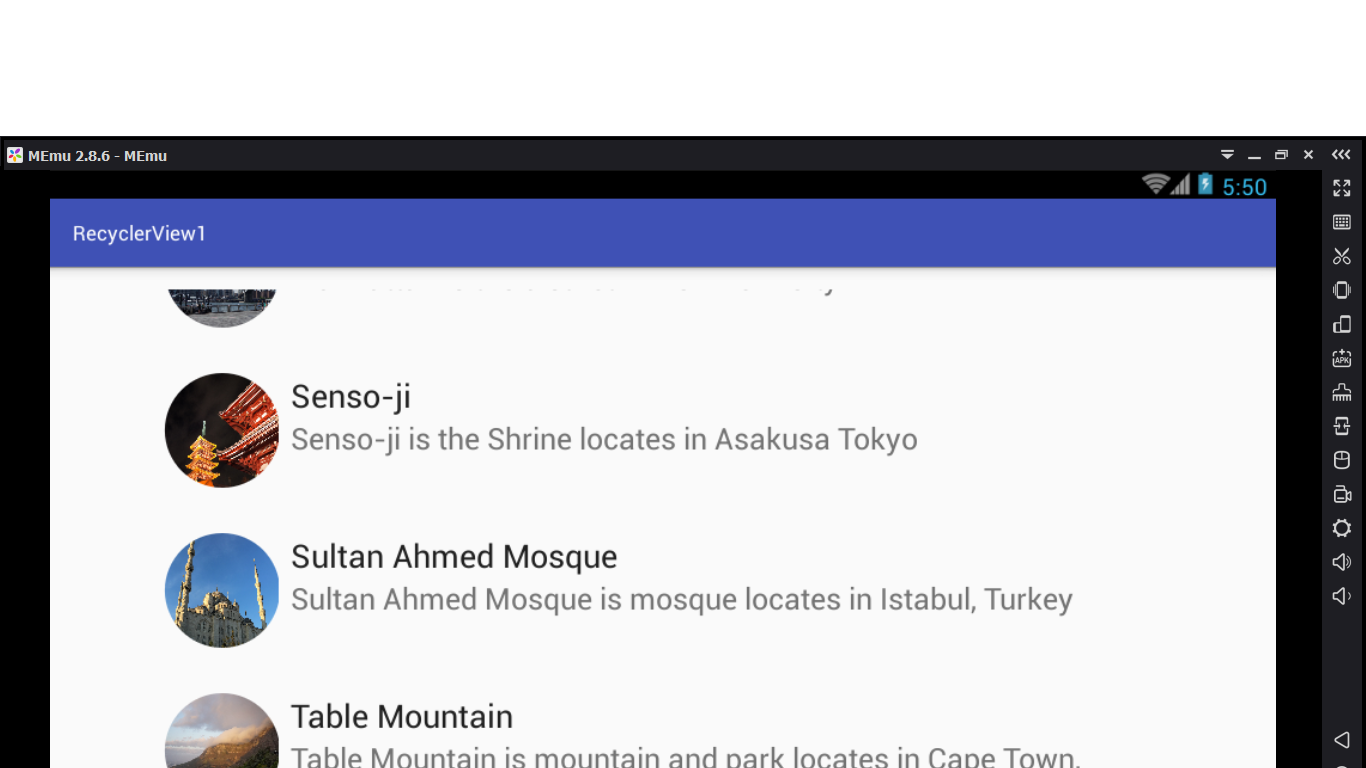 MEmu 2.8.6 - MEmu
5:50
RecyclerView1
Senso-ji
Senso-ji is the Shrine locates in Asakusa Tokyo
Sultan Ahmed Mosque
Sultan Ahmed Mosque is mosque locates in Istabul, Turkey
Table Mountain
Table Mountain is mountain and park locates in Cape Town,
APK